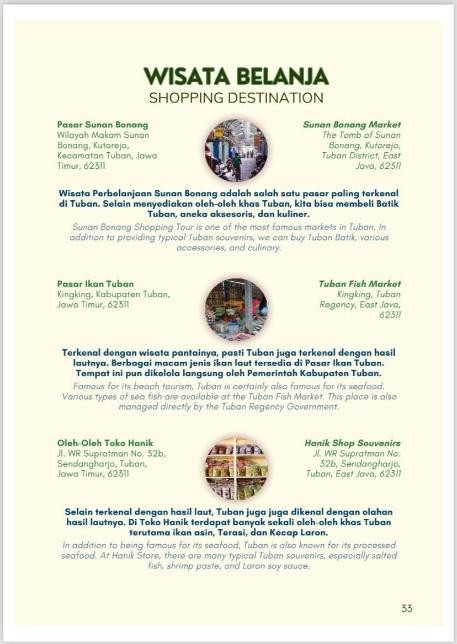 WISATA BELANJA
SHOPPING DESTINATION
Pasar Sunan Bonang
Wilayah Makam Sunan
Bonang, Kutorejo,
Kecamatan Tuban, Jawa
Timur, 62311
Sunan Bonang Market
The Tomb of Sunan
Bonang, Kutorejo,
Tuban District, East
Java, 62311
Wisata Perbelanjaan Sunan Bonang adalah salah satu pasar paling terkenal
di Tuban. Selain menyediakan oleh-oleh khas Tuban, kita bisa membeli Batik
Tuban, aneka aksesoris, dan kuliner.
Sunan Bonang Shopping Tour is one of the most famous markets in Tuban. In
addition to providing typical Tuban souvenirs, we can buy Tuban Batik, various
accessories, and culinary.
Pasar Ikan Tuban
Kingking, Kabupaten Tuban,
Jawa Timur, 62311
Tuban Fish Market
Kingking, Tuban
Regency, East Java,
62311
Terkenal dengan wisata pantainya, pasti Tuban juga terkenal dengan hasil
lautnya. Berbagai macam jenis ikan laut tersedia di Pasar Ikan Tuban.
Tempat ini pun dikelola langsung oleh Pemerintah Kabupaten Tuban.
Famous for its beach tourism, Tuban is certainly also famous for its seafood.
Various types of sea fish are available at the Tuban Fish Market. This place is also
managed directly by the Tuban Regency Government.
Oleh-Oleh Toko Hanik
Jl. WR Supratman No. 32b,
Sendangharjo, Tuban,
Jawa Timur, 62311
Hanik Shop Souvenirs
Jl. WR Supratman No.
32b, Sendangharjo,
Tuban, East Java, 62311
Selain terkenal dengan hasil laut, Tuban juga juga dikenal dengan olahan
hasil lautnya. Di Toko Hanik terdapat banyak sekali oleh-oleh khas Tuban
terutama ikan asin, Terasi, dan Kecap Laron.
In addition to being famous for its seafood, Tuban is also known for its processed
seafood. At Hanik Store, there are many typical Tuban souvenirs, especially salted
fish, shrimp paste, and Laron soy sauce.
33